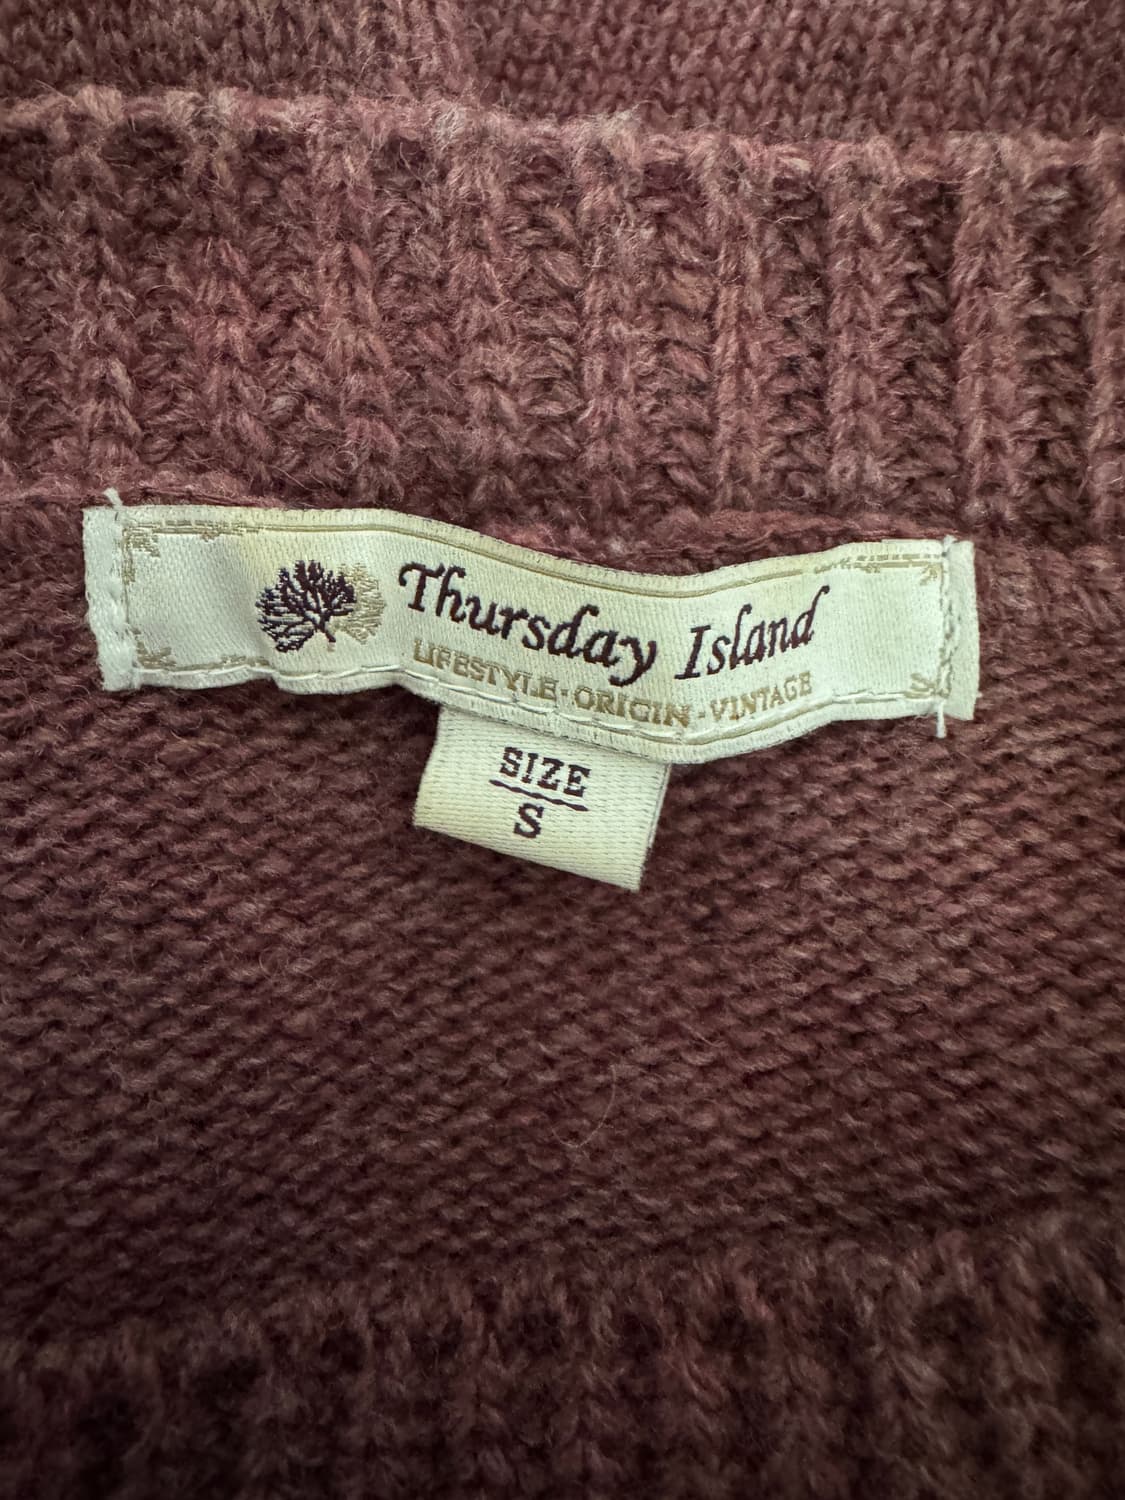 Thursday Island
LIFESTYLE·ORIGIN·VINTAGE
SIZE
S